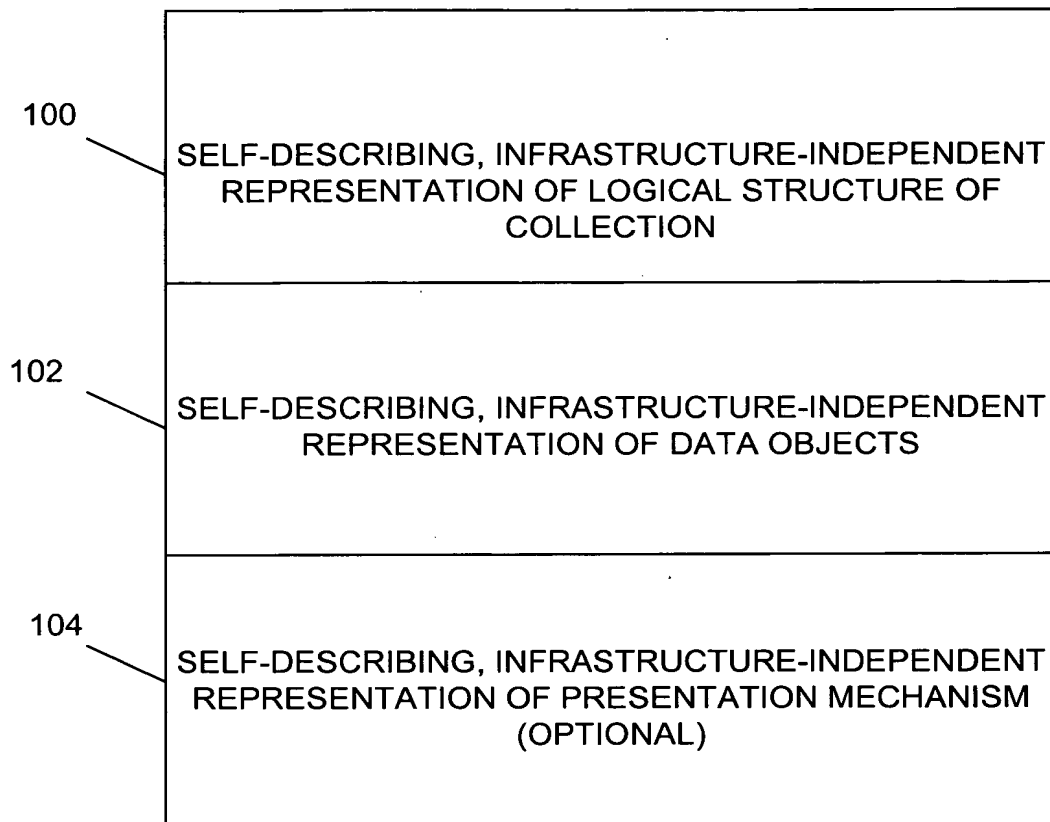 100
SELF-DESCRIBING, INFRASTRUCTURE-INDEPENDENT
REPRESENTATION OF LOGICAL STRUCTURE OF
COLLECTION
102
SELF-DESCRIBING, INFRASTRUCTURE-INDEPENDENT
REPRESENTATION OF DATA OBJECTS
104
SELF-DESCRIBING, INFRASTRUCTURE-INDEPENDENT
REPRESENTATION OF PRESENTATION MECHANISM
(OPTIONAL)